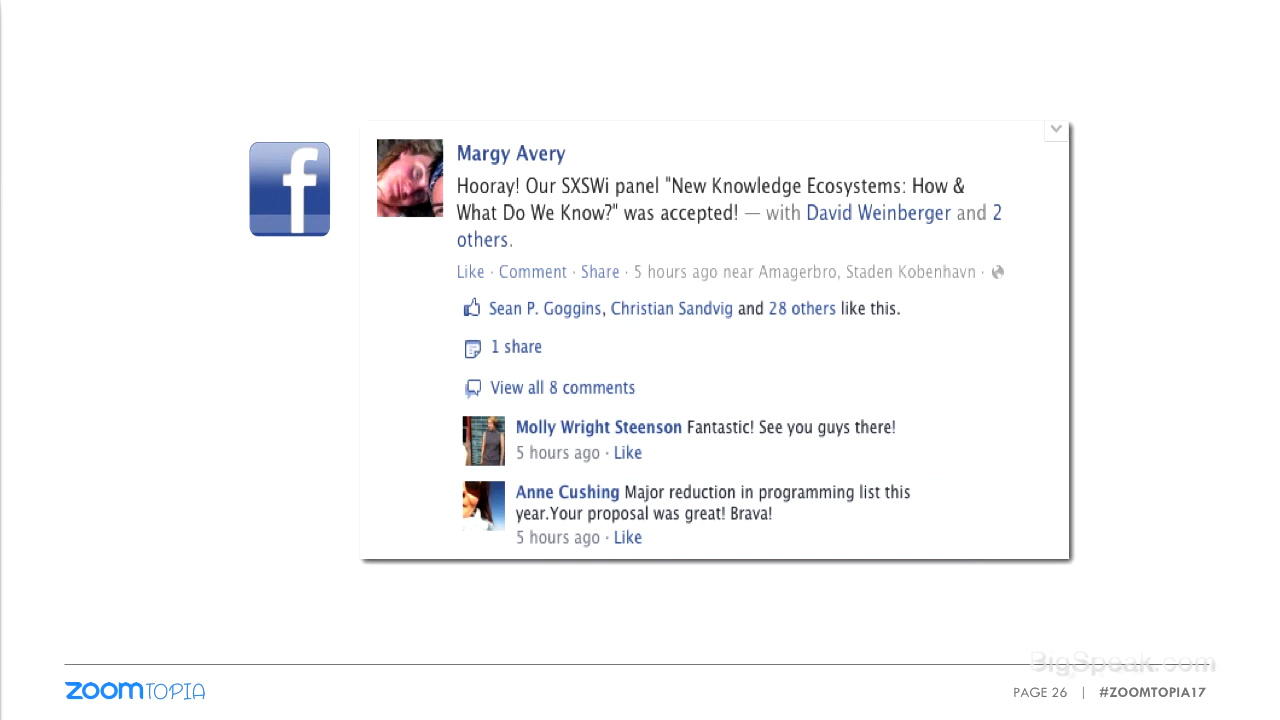 f
Margy Avery
Hooray! Our SXSWi panel "New Knowledge Ecosystems: How &
What Do We Know?" was accepted! — with David Weinberger and 2
others.
Like · Comment · Share · 5 hours ago near Amagerbro, Staden Kobenhavn ·
Sean P. Goggins, Christian Sandvig and 28 others like this.
1 share
View all 8 comments
Molly Wright Steenson Fantastic! See you guys there!
5 hours ago · Like
Anne Cushing Major reduction in programming list this
year.Your proposal was great! Brava!
5 hours ago · Like
BigSpeak.com
ZOOMTOPIA
PAGE 26 | #ZOOMTOPIA17